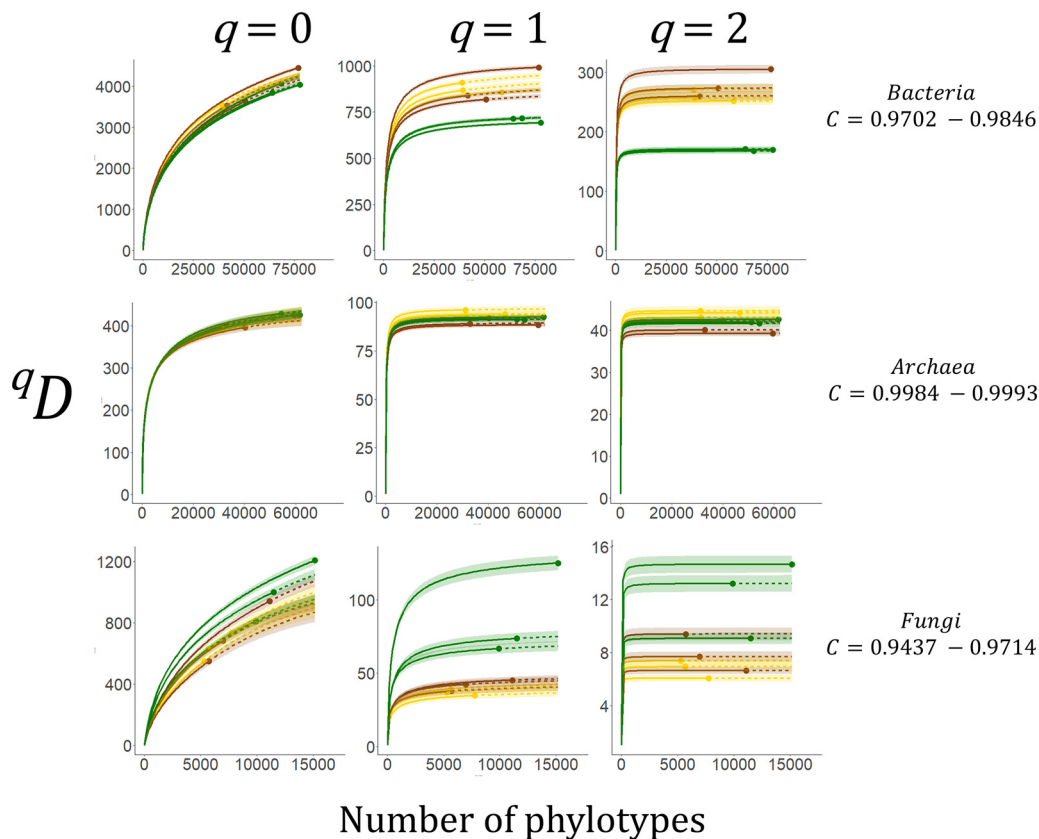 q = 0
q = 1
q = 2
4000
3000
2000
1000
0
0 25000 50000 75000
1000
750
500
250
0
0 25000 50000 75000
300
200
100
0
0 25000 50000 75000
Bacteria
C = 0.9702 − 0.9846
qD
400
300
200
100
0
0 20000 40000 60000
100
75
50
25
0
0 20000 40000 60000
40
30
20
10
0
0 20000 40000 60000
Archaea
C = 0.9984 − 0.9993
1200
800
400
0
0 5000 10000 15000
100
50
0
0 5000 10000 15000
16
12
8
4
0 5000 10000 15000
Fungi
C = 0.9437 − 0.9714
Number of phylotypes